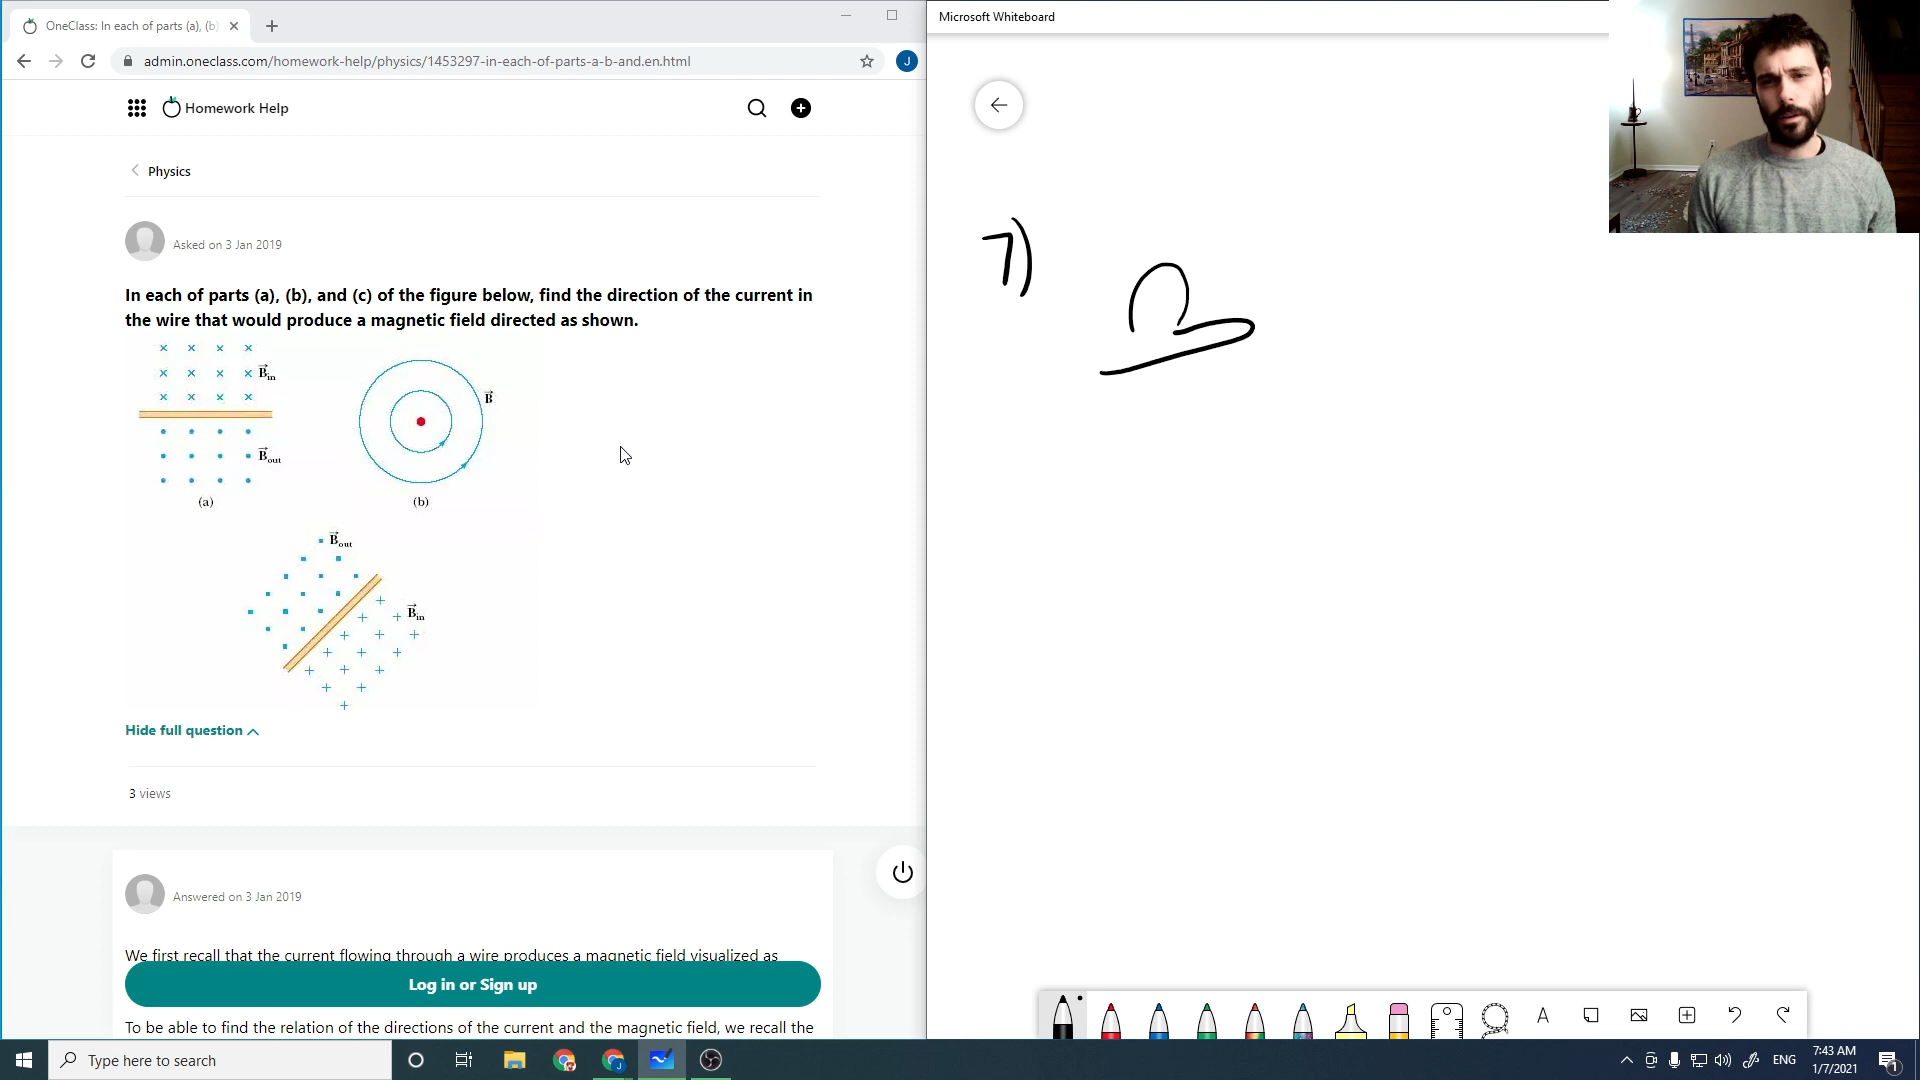 OneClass: In each of parts (a), (b)
admin.oneclass.com/homework-help/physics/1453297-in-each-of-parts-a-b-and.en.html
J
Homework Help
Physics
Asked on 3 Jan 2019
In each of parts (a), (b), and (c) of the figure below, find the direction of the current in
the wire that would produce a magnetic field directed as shown.
B in
B out
(a)
B
(b)
B out
B in
Hide full question
3 views
Answered on 3 Jan 2019
We first recall that the current flowing through a wire produces a magnetic field visualized as
Log in or Sign up
To be able to find the relation of the directions of the current and the magnetic field, we recall the
Microsoft Whiteboard
7)
A
Type here to search
J
ENG
7:43 AM
1/7/2021
1